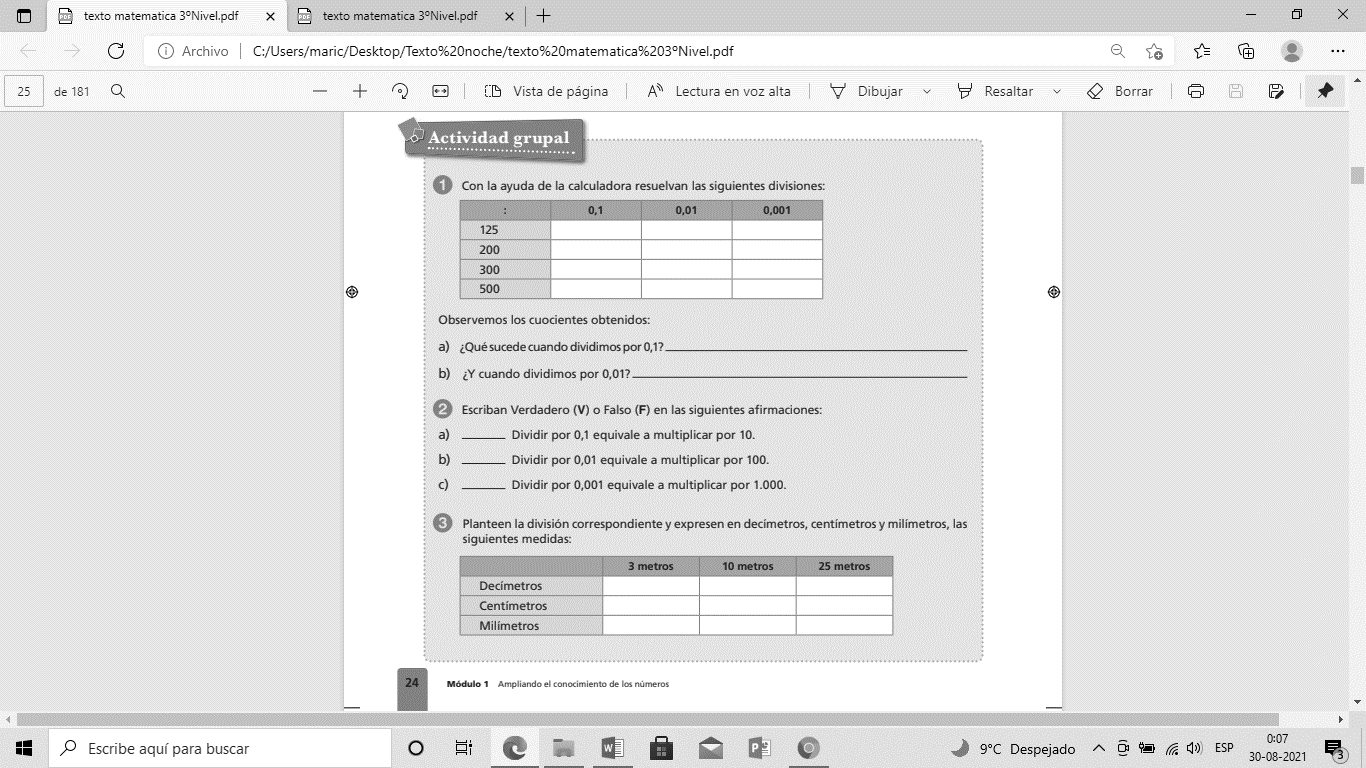 texto matematica 3ºNivel.pdf
texto matematica 3ºNivel.pdf
Archivo
C:/Users/maric/Desktop/Texto%20noche/texto%20matematica%203ºNivel.pdf
25 de 181
Vista de página
Lectura en voz alta
Dibujar
Resaltar
Borrar
Actividad grupal
1 Con la ayuda de la calculadora resuelvan las siguientes divisiones:
: 0,1 0,01 0,001
125
200
300
500
Observemos los cuocientes obtenidos:
a) ¿Qué sucede cuando dividimos por 0,1?
b) ¿Y cuando dividimos por 0,01?
2 Escriban Verdadero (V) o Falso (F) en las siguientes afirmaciones:
a) Dividir por 0,1 equivale a multiplicar por 10.
b) Dividir por 0,01 equivale a multiplicar por 100.
c) Dividir por 0,001 equivale a multiplicar por 1.000.
3 Planteen la división correspondiente y expresen en decímetros, centímetros y milímetros, las
siguientes medidas:
3 metros 10 metros 25 metros
Decímetros
Centímetros
Milímetros
24 Módulo 1 Ampliando el conocimiento de los números
Escribe aquí para buscar
9°C Despejado
ESP
0:07
30-08-2021
3